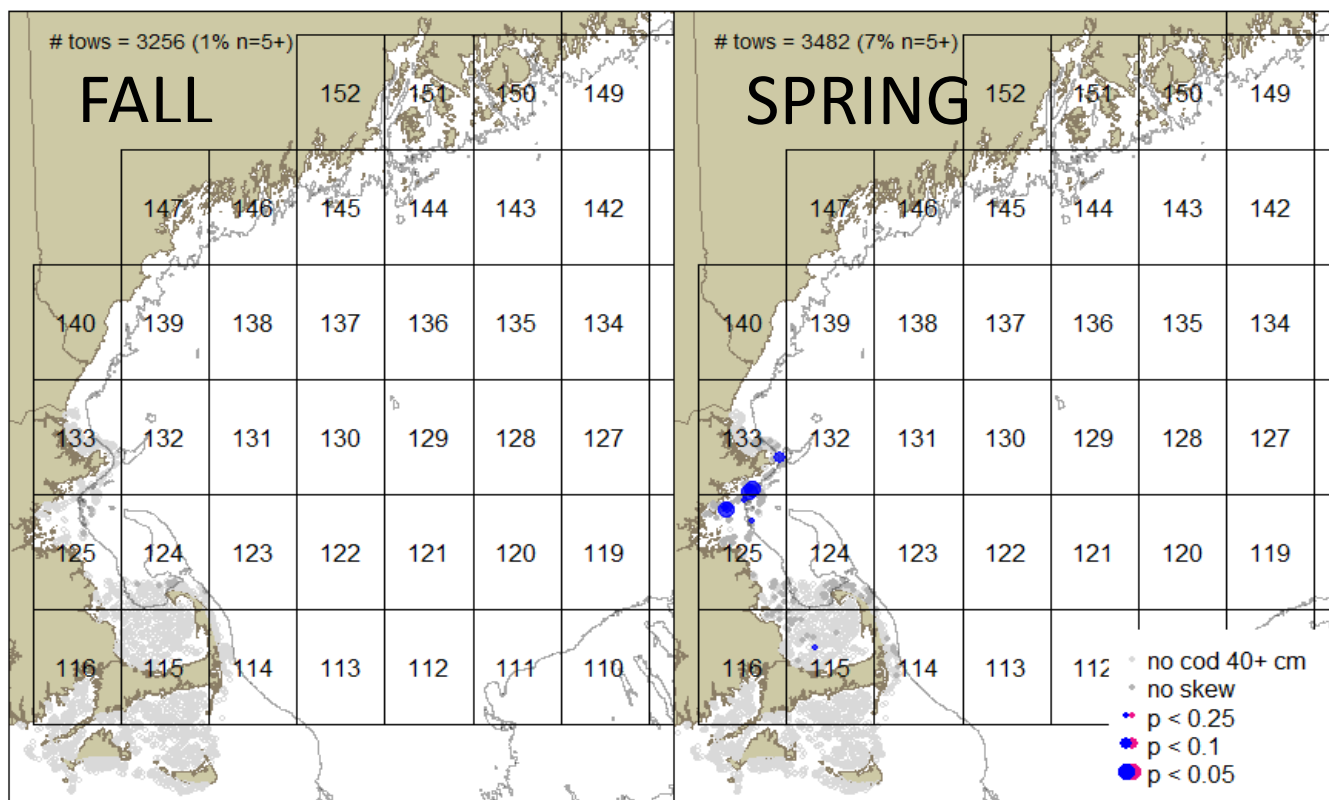 # tows = 3256 (1% n=5+)
FALL
152 151 150 149
147 146 145 144 143 142
140 139 138 137 136 135 134
133 132 131 130 129 128 127
125 124 123 122 121 120 119
116 115 114 113 112 111 110
# tows = 3482 (7% n=5+)
SPRING
152 151 150 149
147 146 145 144 143 142
140 139 138 137 136 135 134
133 132 131 130 129 128 127
125 124 123 122 121 120 119
116 115 114 113 112
no cod 40+ cm
no skew
p < 0.25
p < 0.1
p < 0.05